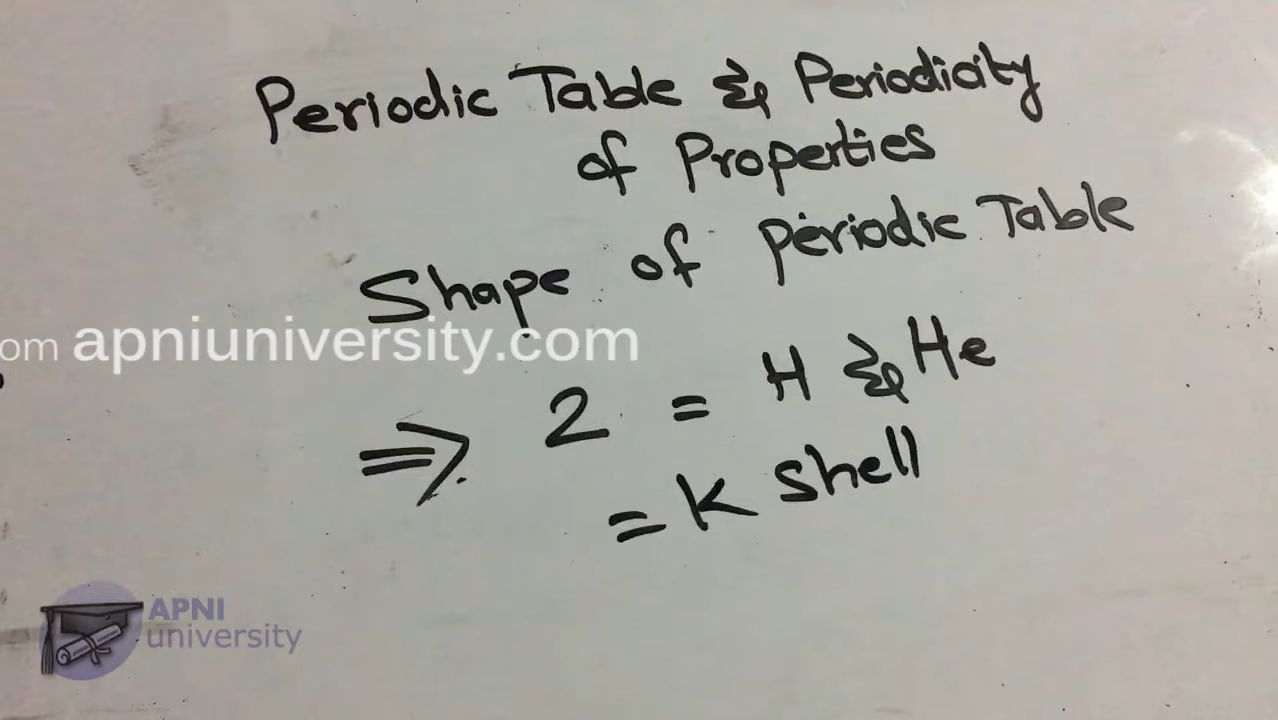 Periodic Table & Periodicity
of Properties
Shape of periodic Table
om apniuniversity.com
⇒ 2 = H & He
= K shell
APNI
university